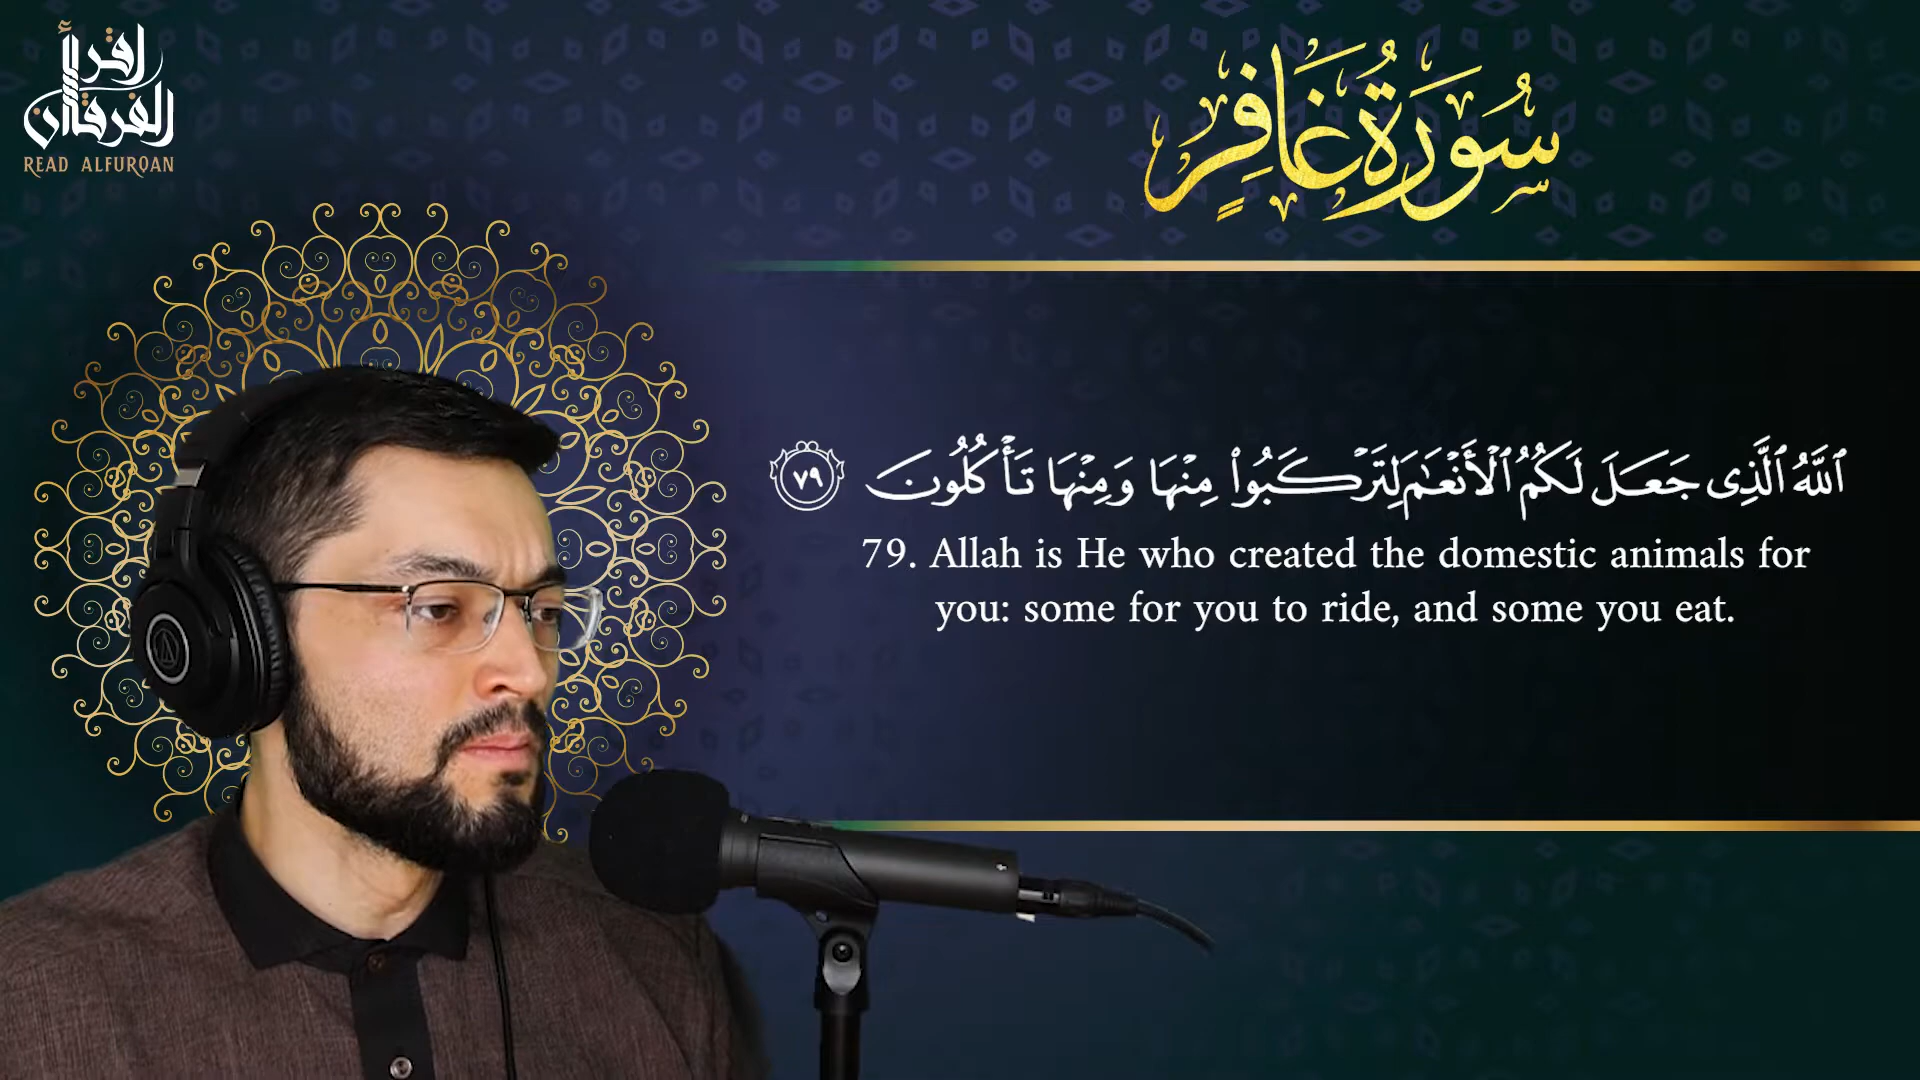 اقرأ
الفرقان
READ ALFURQAN
سُورَةُ غَافِرٍ
ٱللَّهُ ٱلَّذِى جَعَلَ لَكُمُ ٱلْأَنْعَـٰمَ لِتَرْكَبُوا۟ مِنْهَا وَمِنْهَا تَأْكُلُونَ ٧٩
79. Allah is He who created the domestic animals for
you: some for you to ride, and some you eat.